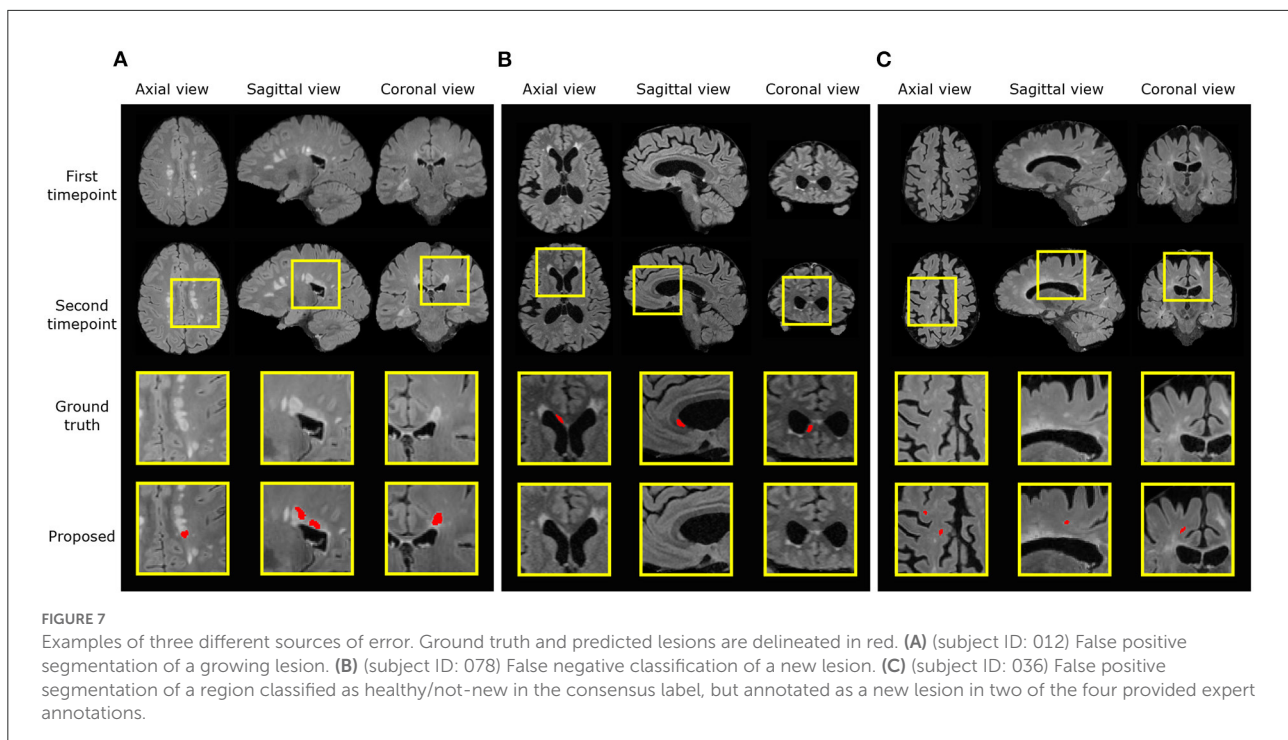 A
B
C
Axial view Sagittal view Coronal view
Axial view Sagittal view Coronal view
Axial view Sagittal view Coronal view
First
timepoint
Second
timepoint
Ground
truth
Proposed
FIGURE 7
Examples of three different sources of error. Ground truth and predicted lesions are delineated in red. (A) (subject ID: 012) False positive
segmentation of a growing lesion. (B) (subject ID: 078) False negative classification of a new lesion. (C) (subject ID: 036) False positive
segmentation of a region classified as healthy/not-new in the consensus label, but annotated as a new lesion in two of the four provided expert
annotations.